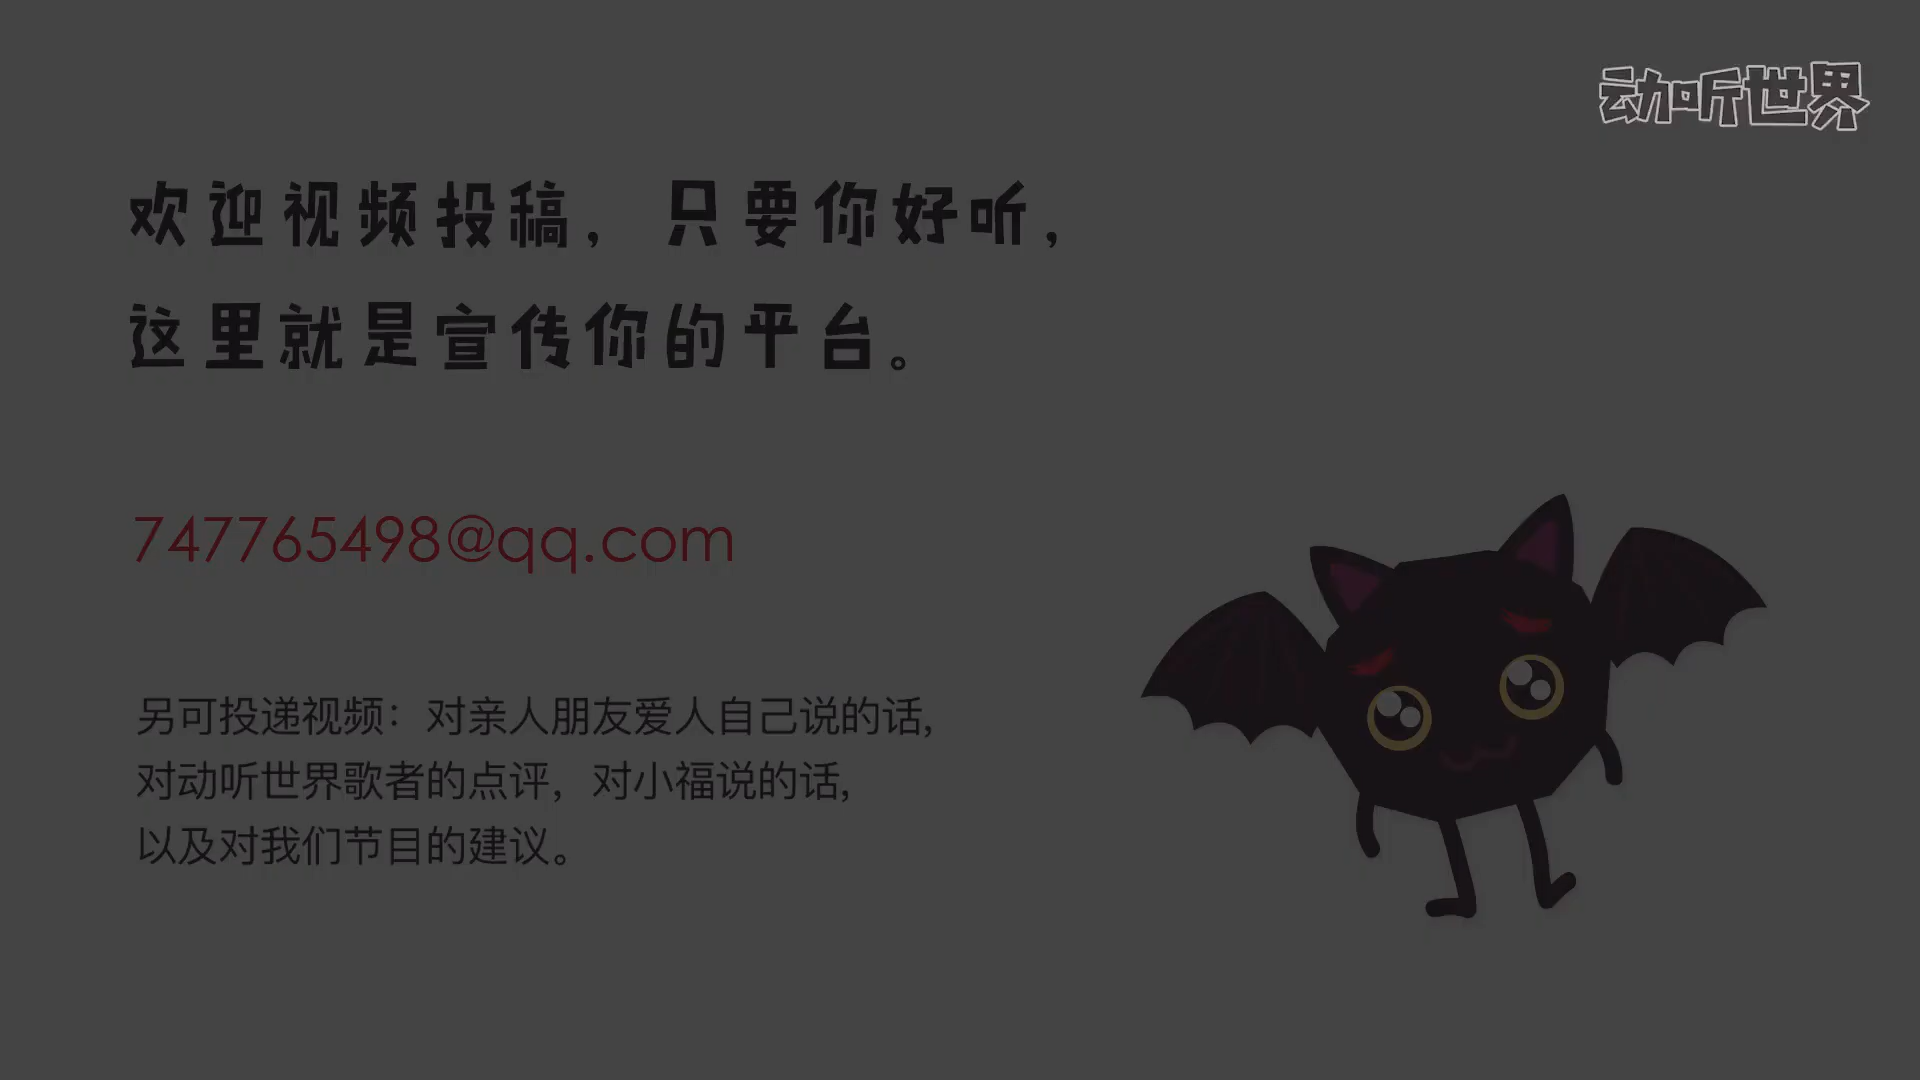 动听世界
欢迎视频投稿，只要你好听，
这里就是宣传你的平台。
747765498@qq.com
另可投递视频：对亲人朋友爱人自己说的话，
对动听世界歌者的点评，对小福说的话，
以及对我们节目的建议。